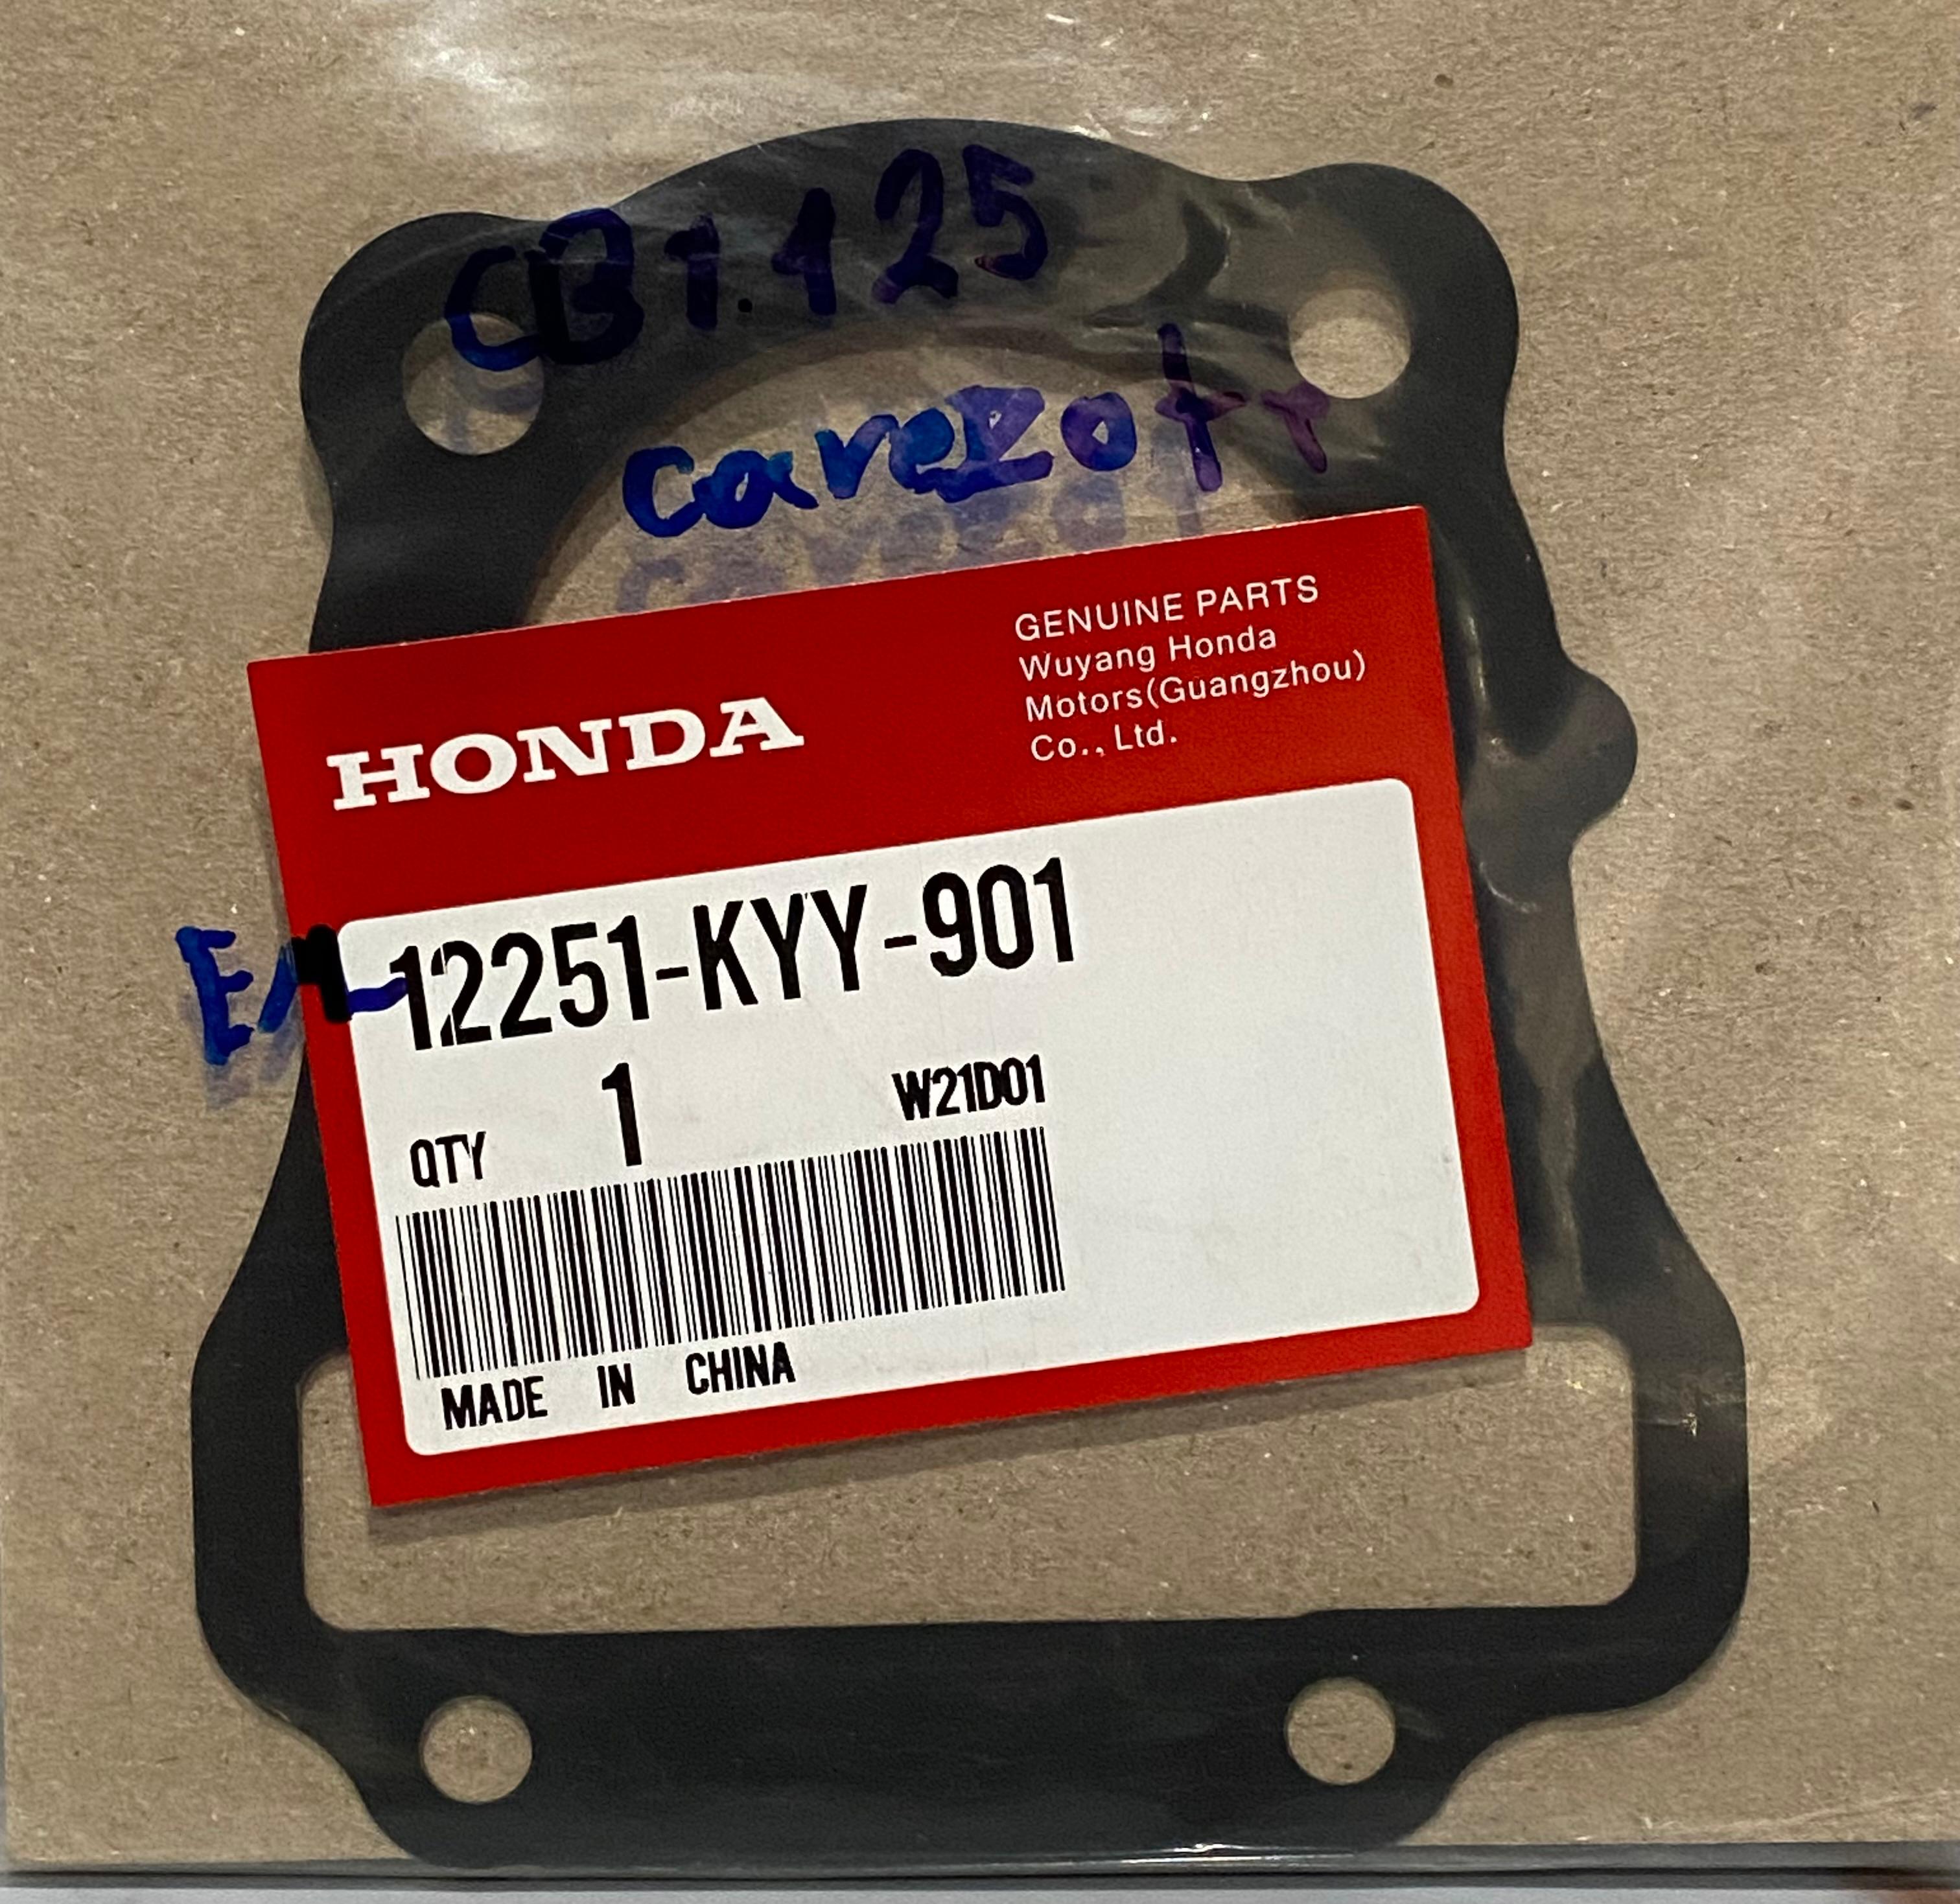 CB1.125
HONDA
GENUINE PARTS
Wuyang Honda
Motors(Guangzhou)
Co., Ltd.
12251-KYY-901
QTY 1 W21D01
MADE IN CHINA